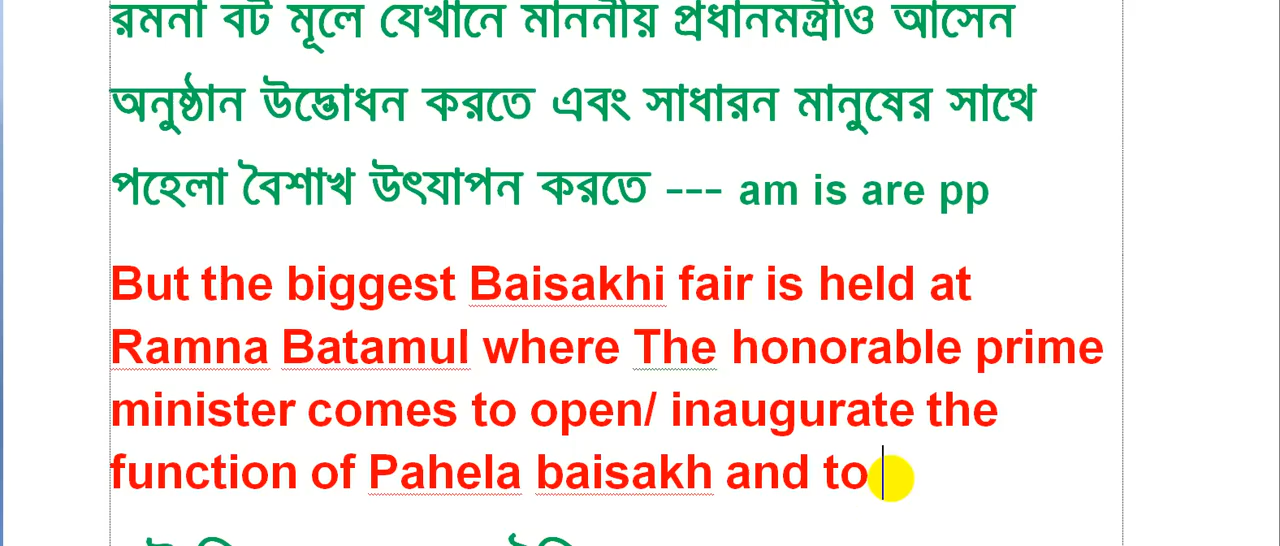 রমনা বট মূলে যেখানে মাননীয় প্রধানমন্ত্রীও আসেন
অনুষ্ঠান উদ্ভোধন করতে এবং সাধারন মানুষের সাথে
পহেলা বৈশাখ উৎযাপন করতে --- am is are pp
But the biggest Baisakhi fair is held at
Ramna Batamul where The honorable prime
minister comes to open/ inaugurate the
function of Pahela baisakh and to